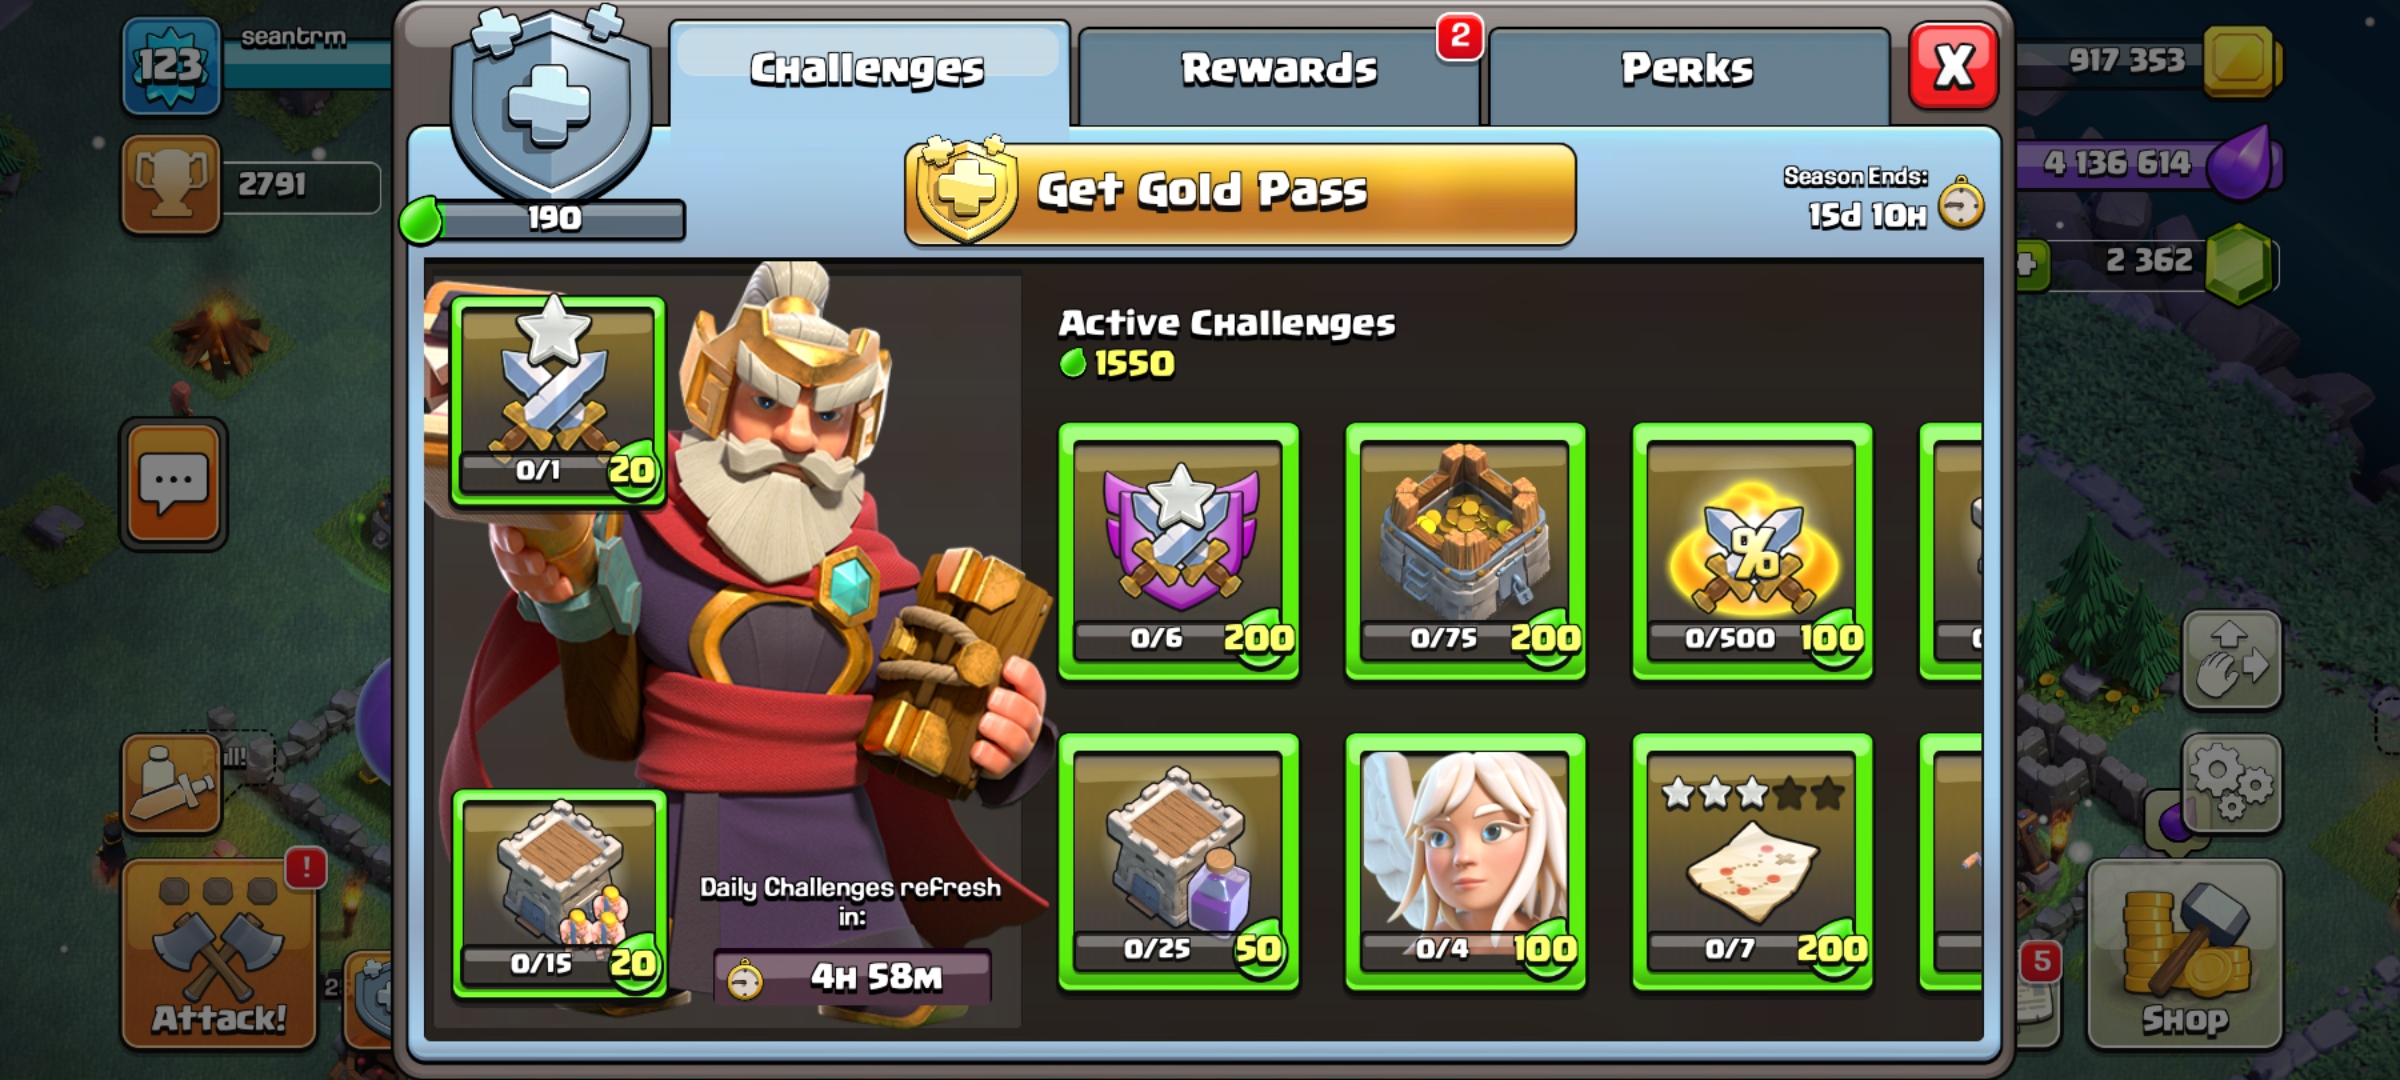 123
seantrm
2791
Challenges
Rewards
2
Perks
X
917 353
4 136 614
2 362
190
Get Gold Pass
Season Ends:
15d 10H
0/1
20
Active Challenges
1550
0/6
200
0/75
200
%
0/500
100
0/25
50
0/4
100
0/7
200
0/15
20
Daily Challenges refresh
in:
4H 58M
!
Attack!
5
Shop